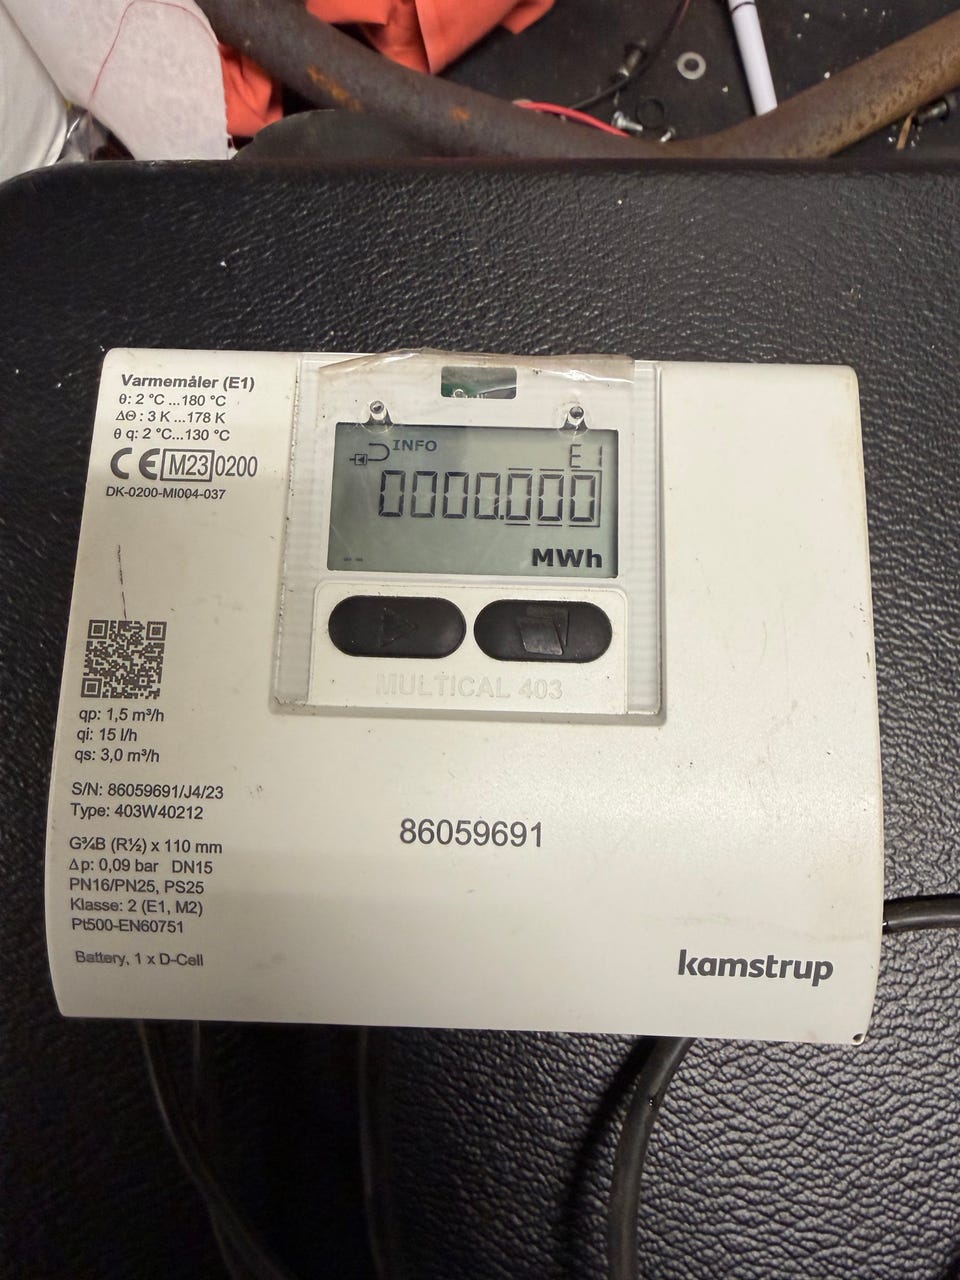 Varmemåler (E1)
θ: 2 °C ...180 °C
ΔΘ : 3 K ...178 K
θ q: 2 °C...130 °C
CE M23 0200
DK-0200-MI004-037
INFO
E1
0000.000
MWh
MULTICAL 403
qp: 1,5 m³/h
qi: 15 l/h
qs: 3,0 m³/h
S/N: 86059691/J4/23
Type: 403W40212
86059691
G¾B (R½) x 110 mm
Δp: 0,09 bar DN15
PN16/PN25, PS25
Klasse: 2 (E1, M2)
Pt500-EN60751
Battery, 1 x D-Cell
kamstrup